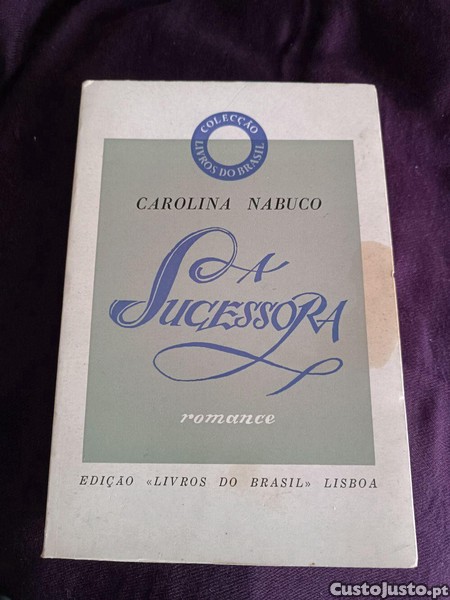 COLECÇÃO
LIVROS DO BRASIL
CAROLINA NABUCO
A
SUCESSORA
romance
EDIÇÃO «LIVROS DO BRASIL» LISBOA
CustoJusto.pt